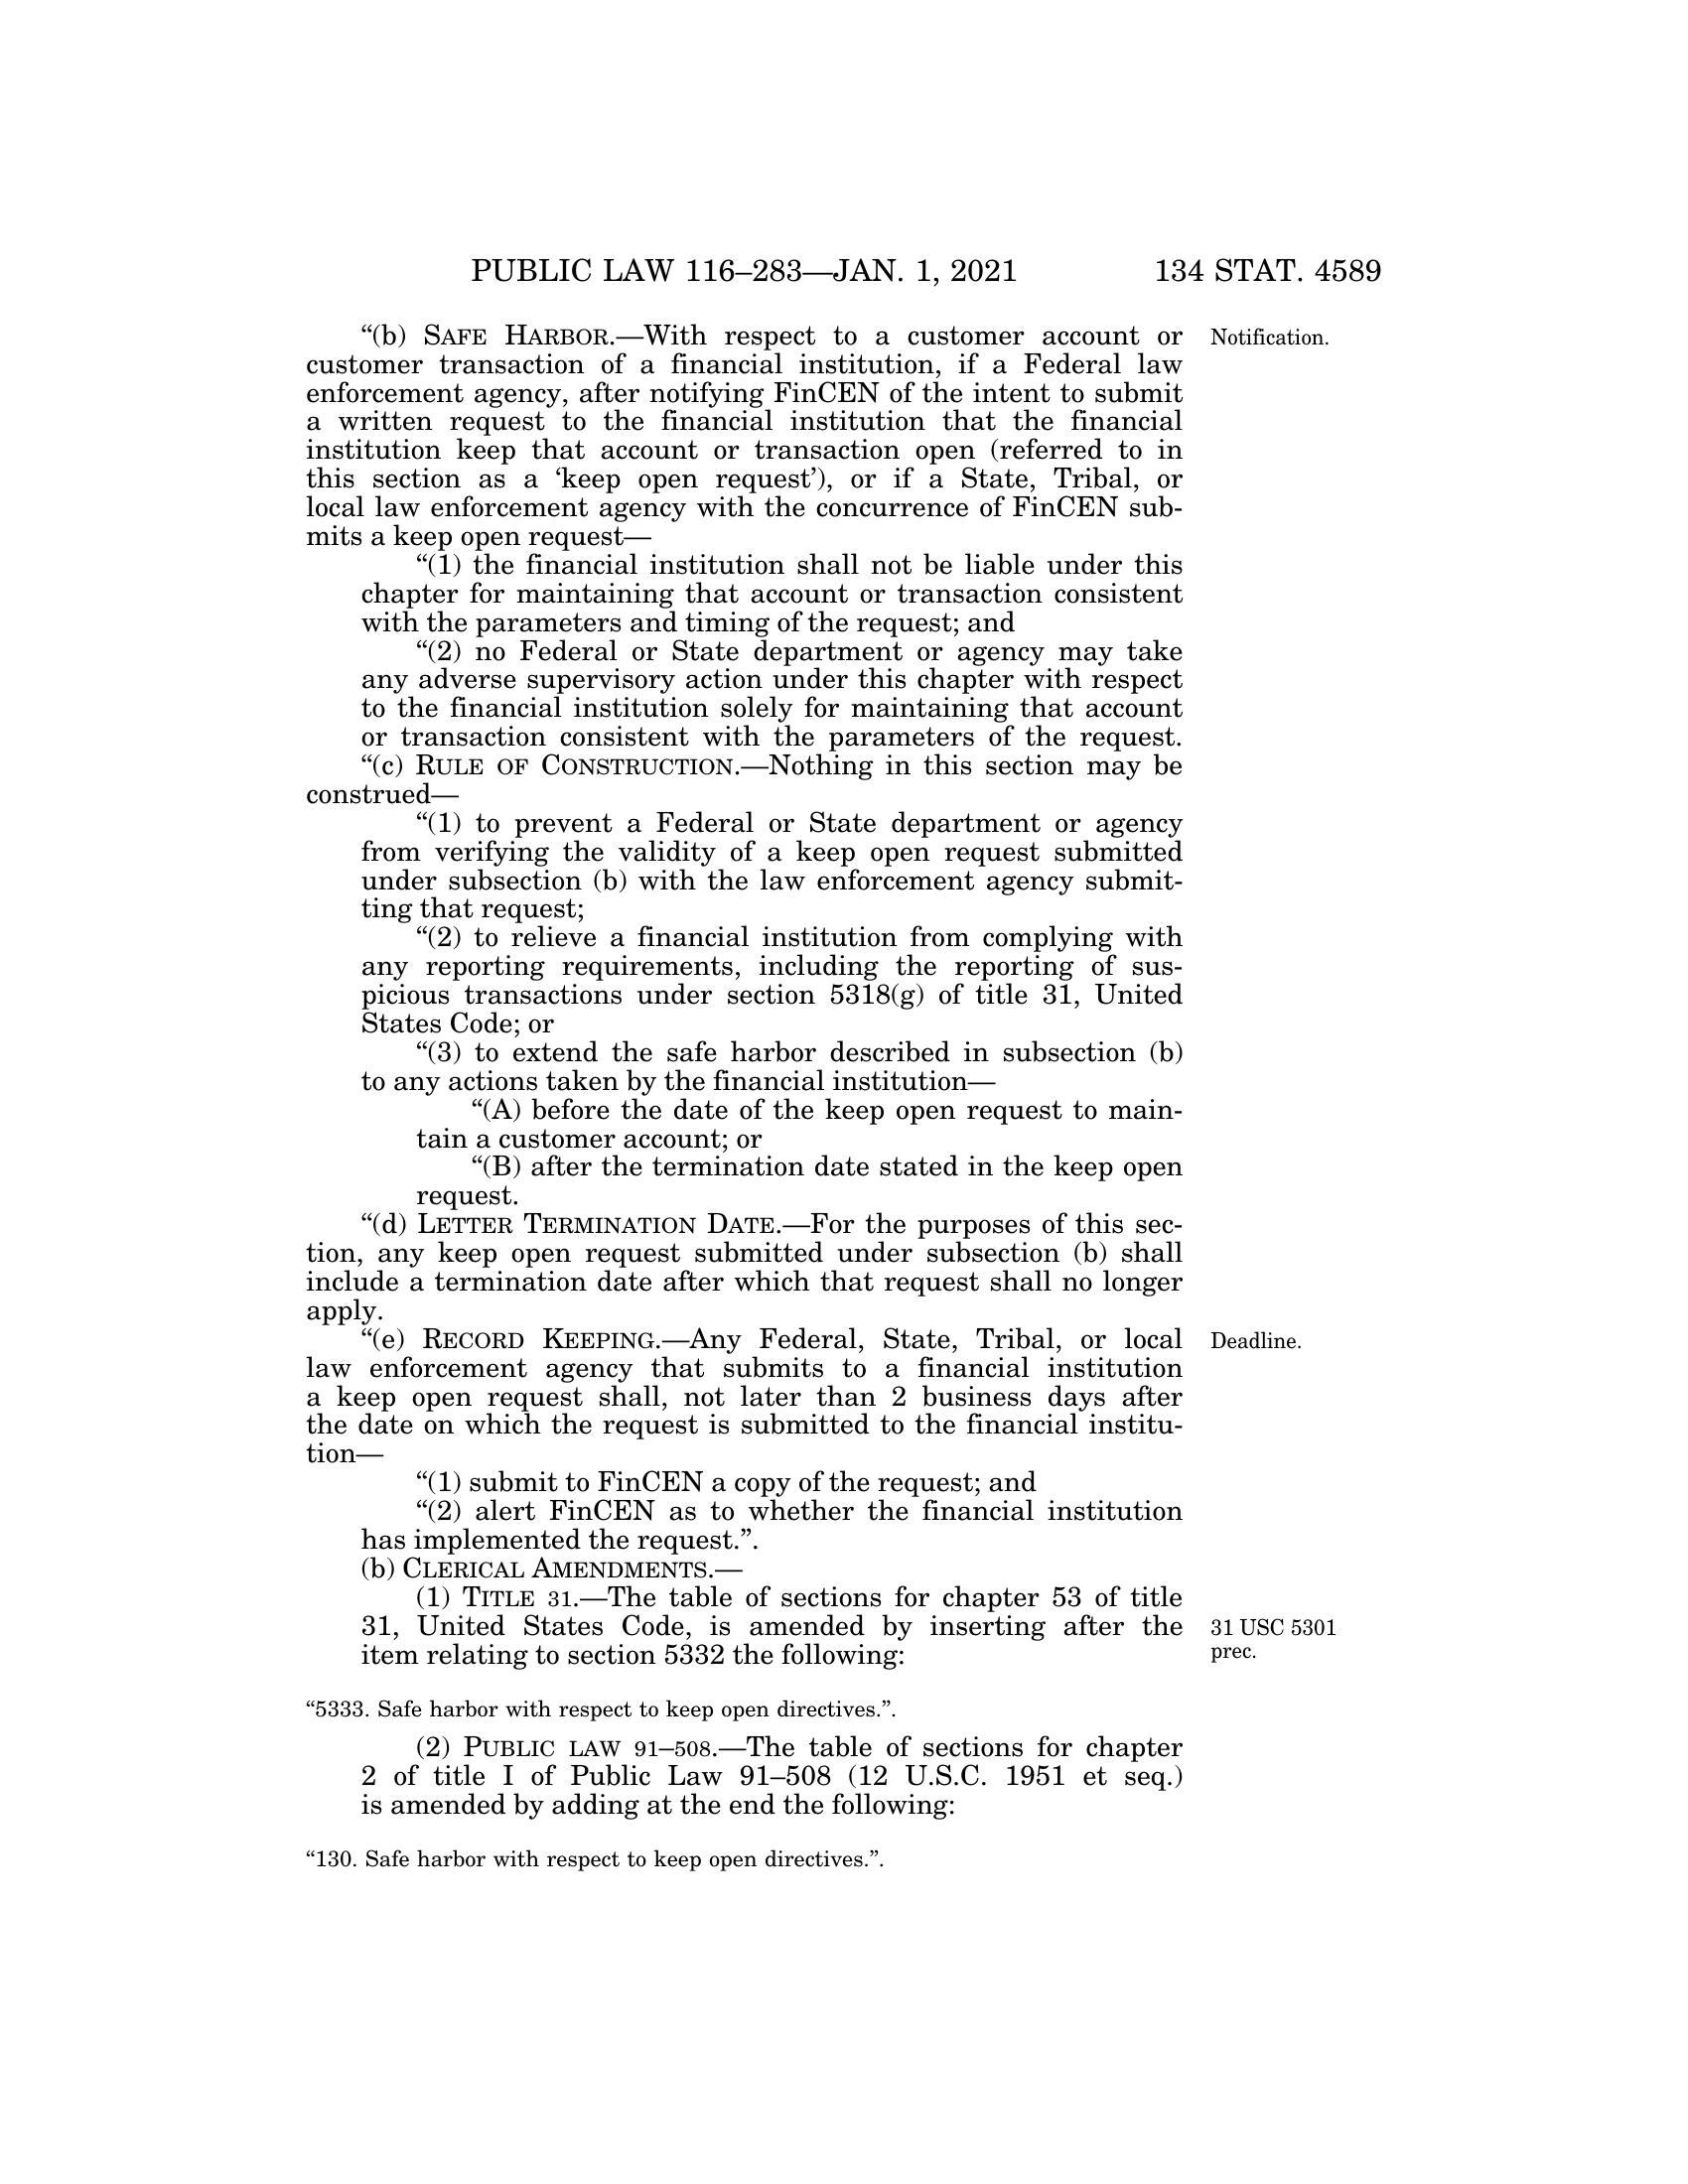 PUBLIC LAW 116–283—JAN. 1, 2021 134 STAT. 4589
“(b) SAFE HARBOR.—With respect to a customer account or
Notification.
customer transaction of a financial institution, if a Federal law
enforcement agency, after notifying FinCEN of the intent to submit
a written request to the financial institution that the financial
institution keep that account or transaction open (referred to in
this section as a ‘keep open request’), or if a State, Tribal, or
local law enforcement agency with the concurrence of FinCEN sub-
mits a keep open request—
“(1) the financial institution shall not be liable under this
chapter for maintaining that account or transaction consistent
with the parameters and timing of the request; and
“(2) no Federal or State department or agency may take
any adverse supervisory action under this chapter with respect
to the financial institution solely for maintaining that account
or transaction consistent with the parameters of the request.
“(c) RULE OF CONSTRUCTION.—Nothing in this section may be
construed—
“(1) to prevent a Federal or State department or agency
from verifying the validity of a keep open request submitted
under subsection (b) with the law enforcement agency submit-
ting that request;
“(2) to relieve a financial institution from complying with
any reporting requirements, including the reporting of sus-
picious transactions under section 5318(g) of title 31, United
States Code; or
“(3) to extend the safe harbor described in subsection (b)
to any actions taken by the financial institution—
“(A) before the date of the keep open request to main-
tain a customer account; or
“(B) after the termination date stated in the keep open
request.
“(d) LETTER TERMINATION DATE.—For the purposes of this sec-
tion, any keep open request submitted under subsection (b) shall
include a termination date after which that request shall no longer
apply.
“(e) RECORD KEEPING.—Any Federal, State, Tribal, or local
Deadline.
law enforcement agency that submits to a financial institution
a keep open request shall, not later than 2 business days after
the date on which the request is submitted to the financial institu-
tion—
“(1) submit to FinCEN a copy of the request; and
“(2) alert FinCEN as to whether the financial institution
has implemented the request.”.
(b) CLERICAL AMENDMENTS.—
(1) TITLE 31.—The table of sections for chapter 53 of title
31, United States Code, is amended by inserting after the
item relating to section 5332 the following:
31 USC 5301
prec.
“5333. Safe harbor with respect to keep open directives.”.
(2) PUBLIC LAW 91–508.—The table of sections for chapter
2 of title I of Public Law 91–508 (12 U.S.C. 1951 et seq.)
is amended by adding at the end the following:
“130. Safe harbor with respect to keep open directives.”.